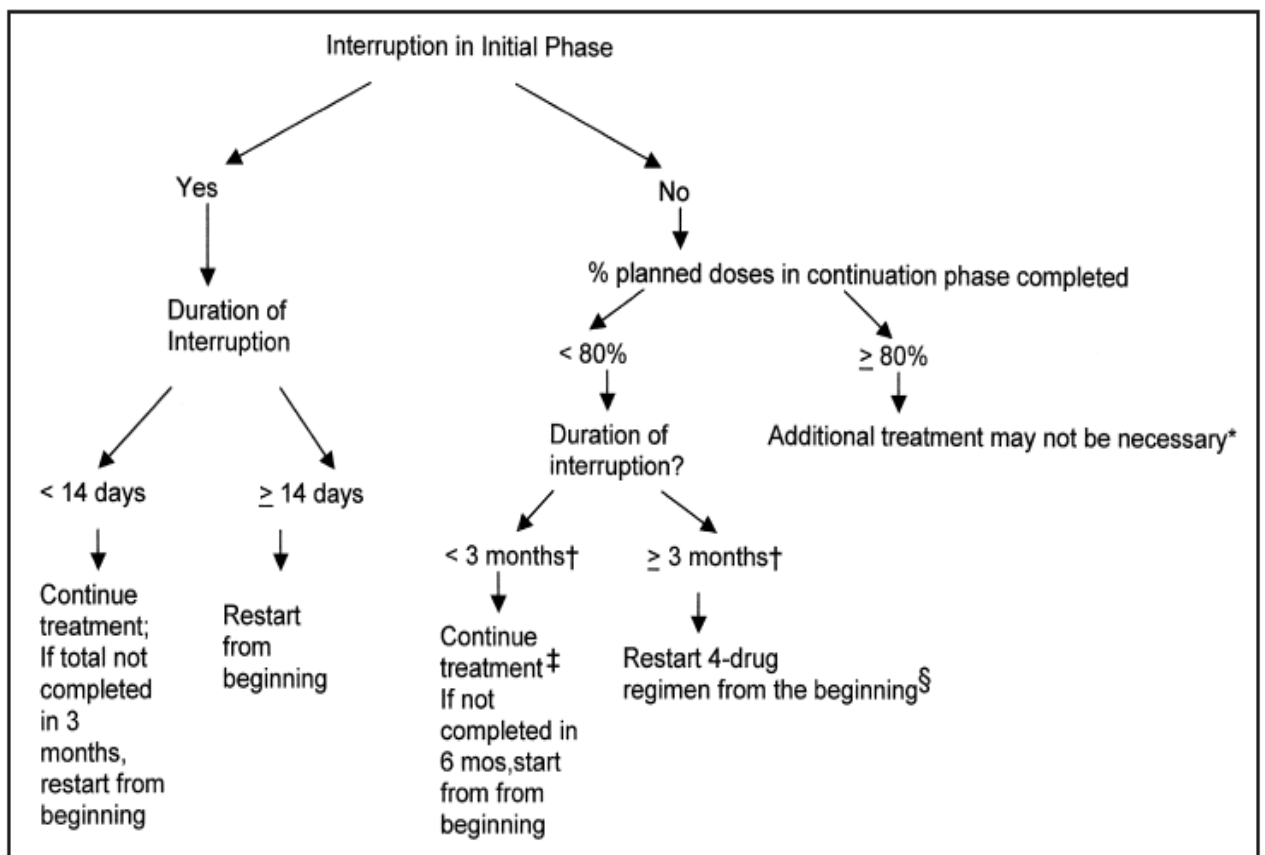 Interruption in Initial Phase
Yes
No
% planned doses in continuation phase completed
Duration of
Interruption
< 80%
≥ 80%
Duration of
interruption?
Additional treatment may not be necessary*
< 14 days
≥ 14 days
< 3 months†
≥ 3 months†
Continue
treatment;
If total not
completed
in 3
months,
restart from
beginning
Restart
from
beginning
Continue
treatment‡
If not
completed in
6 mos,start
from from
beginning
Restart 4-drug
regimen from the beginning§